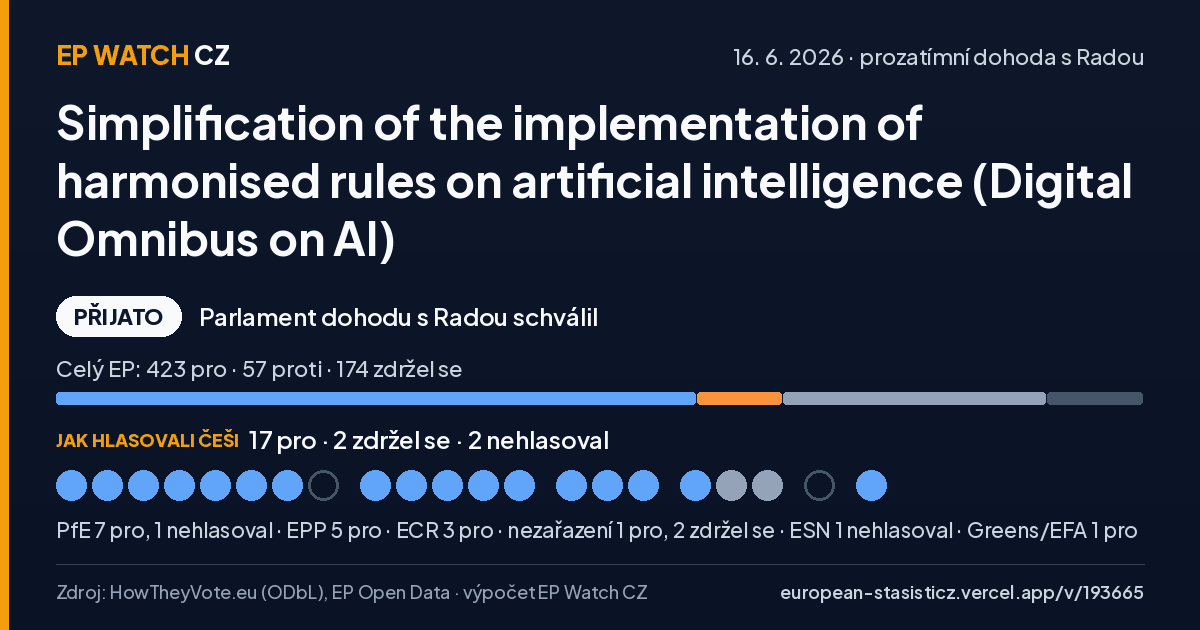 EP WATCH CZ
16. 6. 2026 · prozatímní dohoda s Radou
Simplification of the implementation of
harmonised rules on artificial intelligence (Digital
Omnibus on AI)
PŘIJATO Parlament dohodu s Radou schválil
Celý EP: 423 pro · 57 proti · 174 zdržel se
JAK HLASOVALI ČEŠI 17 pro · 2 zdržel se · 2 nehlasoval
PfE 7 pro, 1 nehlasoval · EPP 5 pro · ECR 3 pro · nezařazení 1 pro, 2 zdržel se · ESN 1 nehlasoval · Greens/EFA 1 pro
Zdroj: HowTheyVote.eu (ODbL), EP Open Data · výpočet EP Watch CZ
european-stasisticz.vercel.app/v/193665